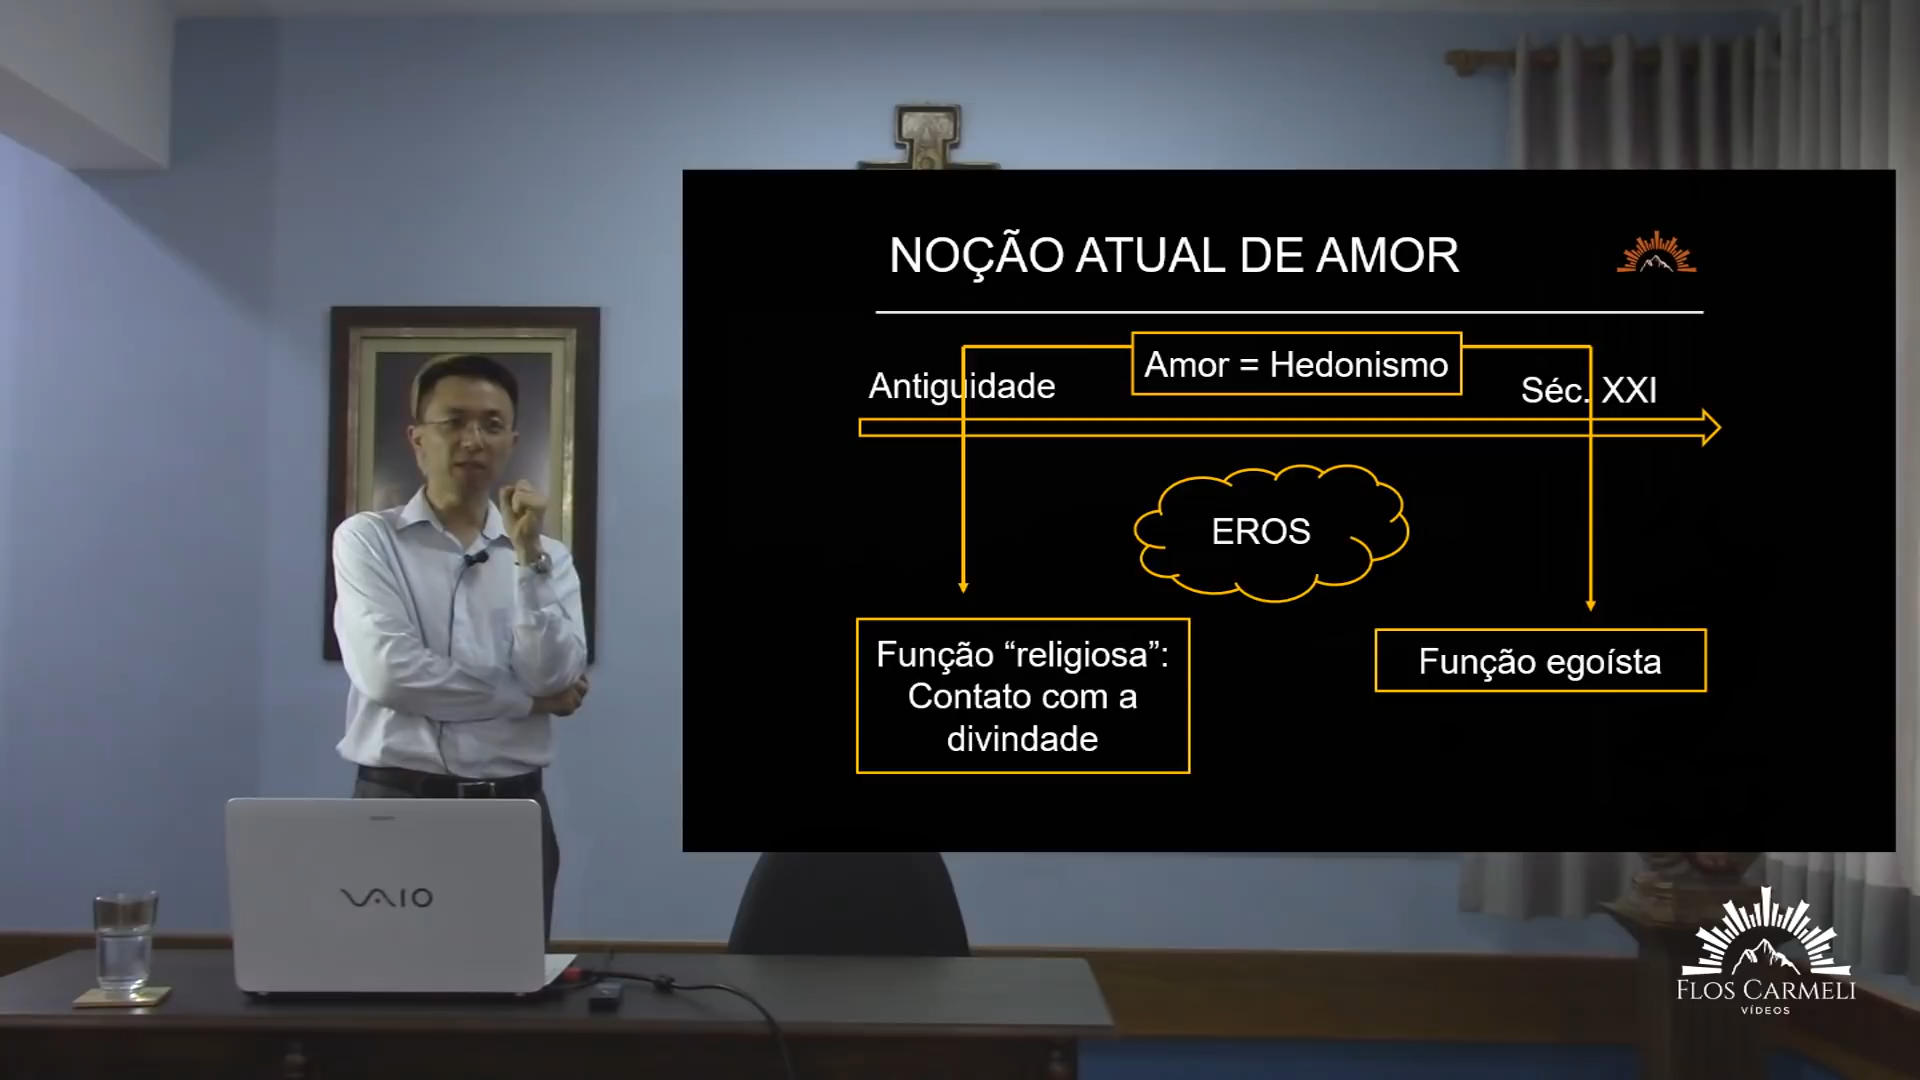 NOÇÃO ATUAL DE AMOR
Amor = Hedonismo
Antiguidade
Séc. XXI
EROS
Função “religiosa”:
Contato com a
divindade
Função egoísta
VAIO
FLOS CARMELI
VÍDEOS